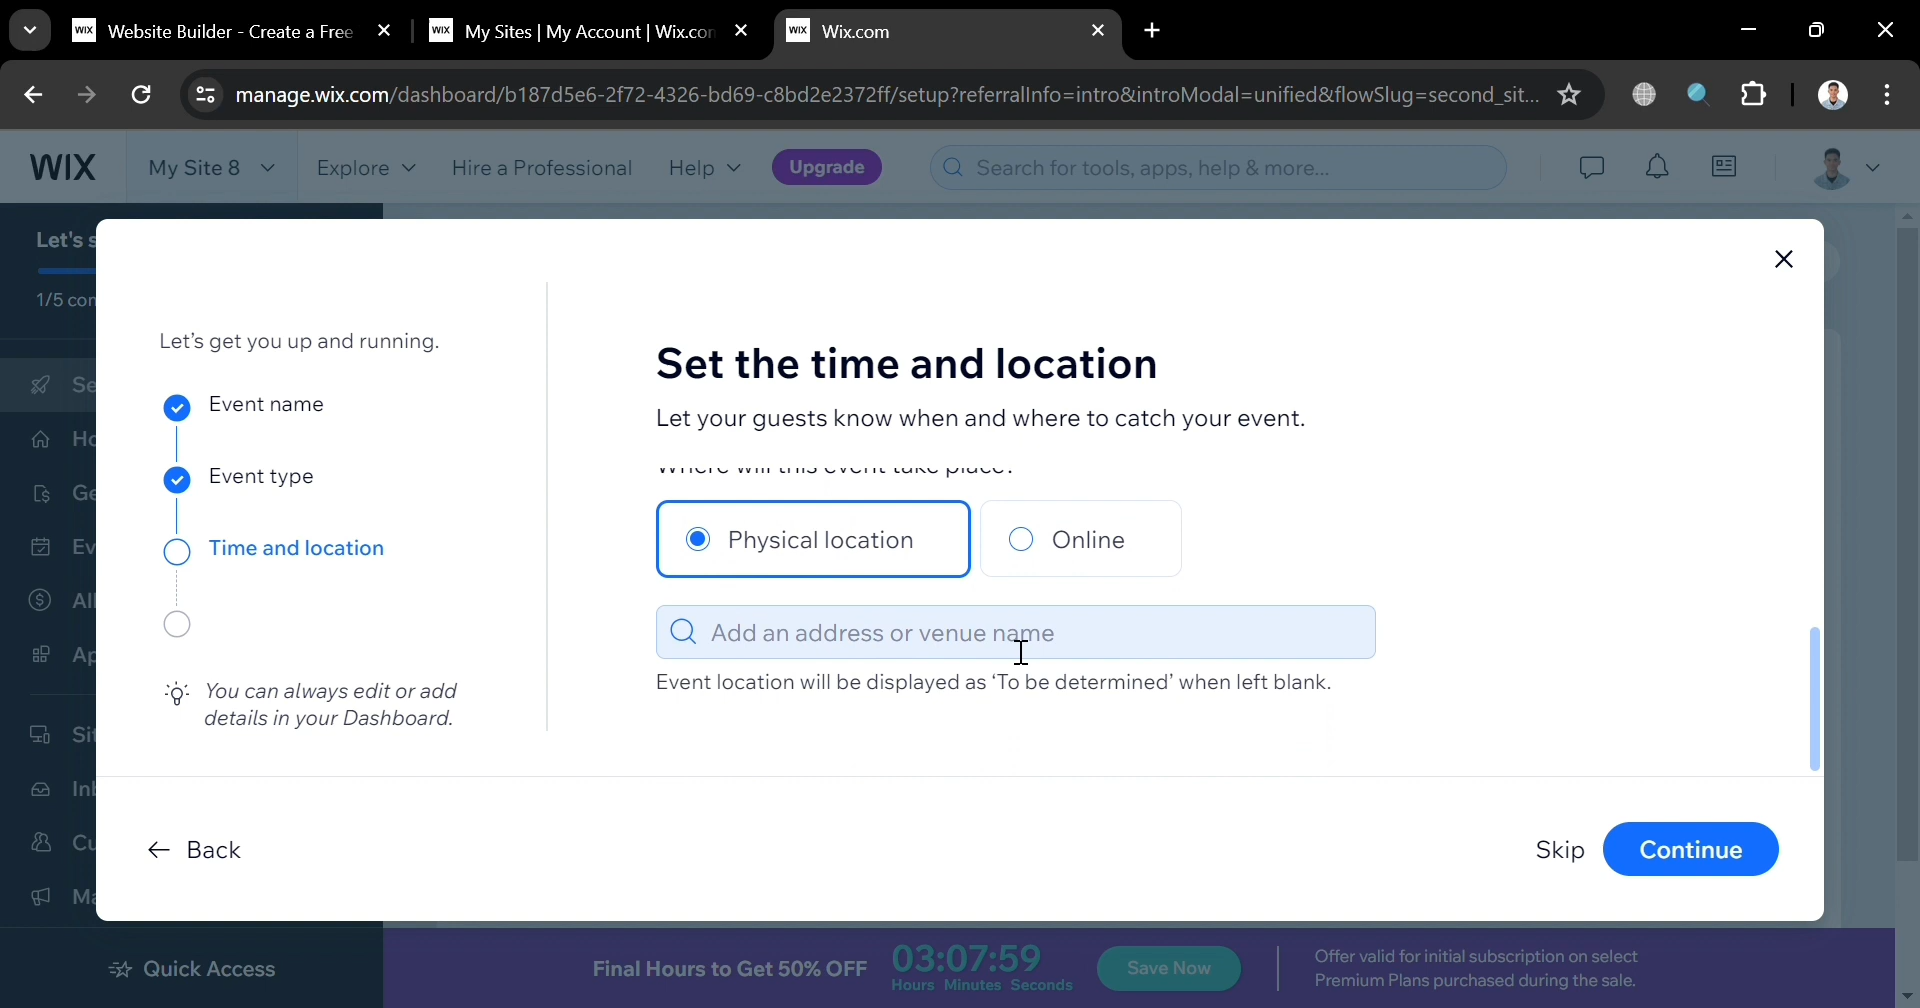 Website Builder - Create a Free
My Sites | My Account | Wix.com
Wix.com
manage.wix.com/dashboard/b187d5e6-2f72-4326-bd69-c8bd2e2372ff/setup?referralInfo=intro&introModal=unified&flowSlug=second_sit...
WIX
My Site 8
Explore
Hire a Professional
Help
Upgrade
Search for tools, apps, help & more...
Let's s
1/5 com
Se
Ho
Ge
Ev
All
Ap
Sit
Inb
Cu
Ma
Quick Access
Let's get you up and running.
Event name
Event type
Time and location
You can always edit or add
details in your Dashboard.
Set the time and location
Let your guests know when and where to catch your event.
Where will this event take place?
Physical location
Online
Add an address or venue name
Event location will be displayed as 'To be determined' when left blank.
Back
Skip
Continue
Final Hours to Get 50% OFF
03:07:59
Hours Minutes Seconds
Save Now
Offer valid for initial subscription on select
Premium Plans purchased during the sale.